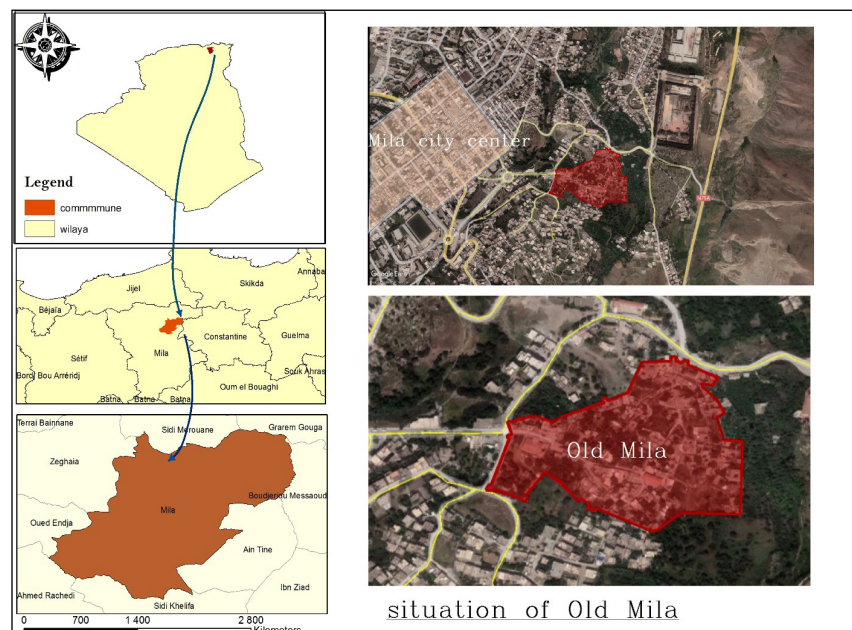 Legend
commmmune
wilaya
Annaba
Skikda
Jijel
Béjaïa
Guelma
Constantine
Mila
Sétif
Souk Ahras
Bordj Bou Arréridj
Oum el Bouaghi
Batna
Batna
Batna
Terrai Bainnane
Sidi Merouane
Grarem Gouga
Zeghaia
Boudjeriou Messaoud
Mila
Oued Endja
Ain Tine
Ibn Ziad
Ahmed Rachedi
Sidi Khelifa
0 700 1 400 2 800
Kilometers
Mila city center
Old Mila
situation of Old Mila